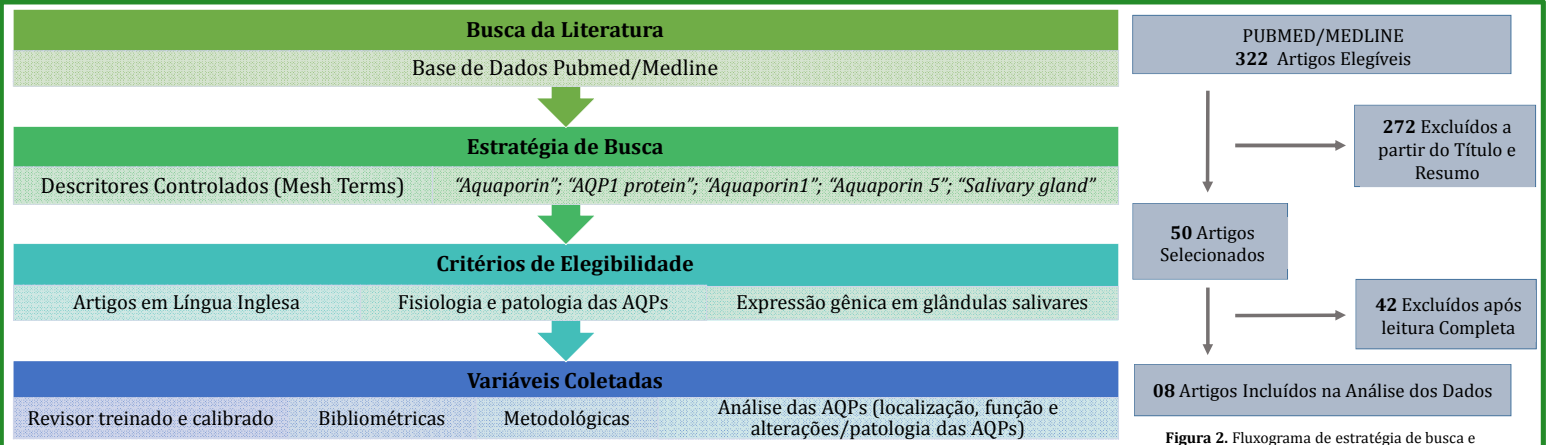 Busca da Literatura
Base de Dados Pubmed/Medline
Estratégia de Busca
Descritores Controlados (Mesh Terms)
“Aquaporin”; “AQP1 protein”; “Aquaporin1”; “Aquaporin 5”; “Salivary gland”
Critérios de Elegibilidade
Artigos em Língua Inglesa
Fisiologia e patologia das AQPs
Expressão gênica em glândulas salivares
Variáveis Coletadas
Revisor treinado e calibrado
Bibliométricas
Metodológicas
Análise das AQPs (localização, função e
alterações/patologia das AQPs)
PUBMED/MEDLINE
322 Artigos Elegíveis
272 Excluídos a
partir do Título e
Resumo
50 Artigos
Selecionados
42 Excluídos após
leitura Completa
08 Artigos Incluídos na Análise dos Dados
Figura 2. Fluxograma de estratégia de busca e